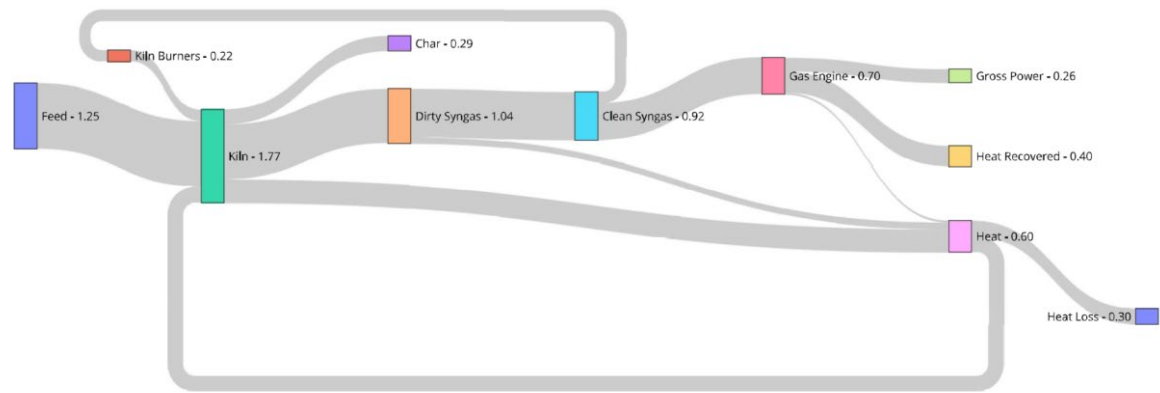 Kiln Burners - 0.22
Char - 0.29
Feed - 1.25
Kiln - 1.77
Dirty Syngas - 1.04
Clean Syngas - 0.92
Gas Engine - 0.70
Gross Power - 0.26
Heat Recovered - 0.40
Heat - 0.60
Heat Loss - 0.30